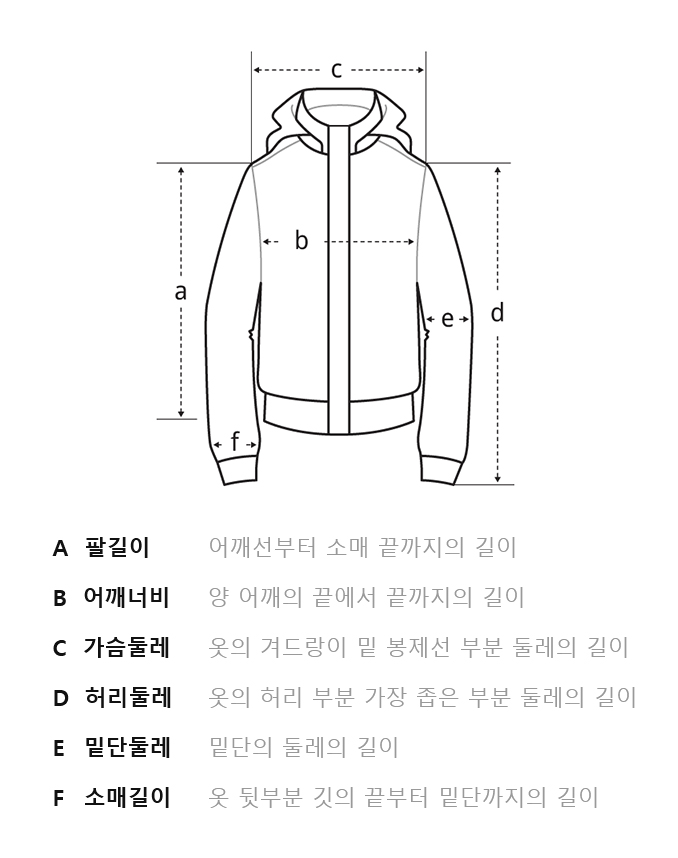 c
b
a
d
e
f
A 팔길이 어깨선부터 소매 끝까지의 길이
B 어깨너비 양 어깨의 끝에서 끝까지의 길이
C 가슴둘레 옷의 겨드랑이 밑 봉제선 부분 둘레의 길이
D 허리둘레 옷의 허리 부분 가장 좁은 부분 둘레의 길이
E 밑단둘레 밑단의 둘레의 길이
F 소매길이 옷 뒷부분 깃의 끝부터 밑단까지의 길이